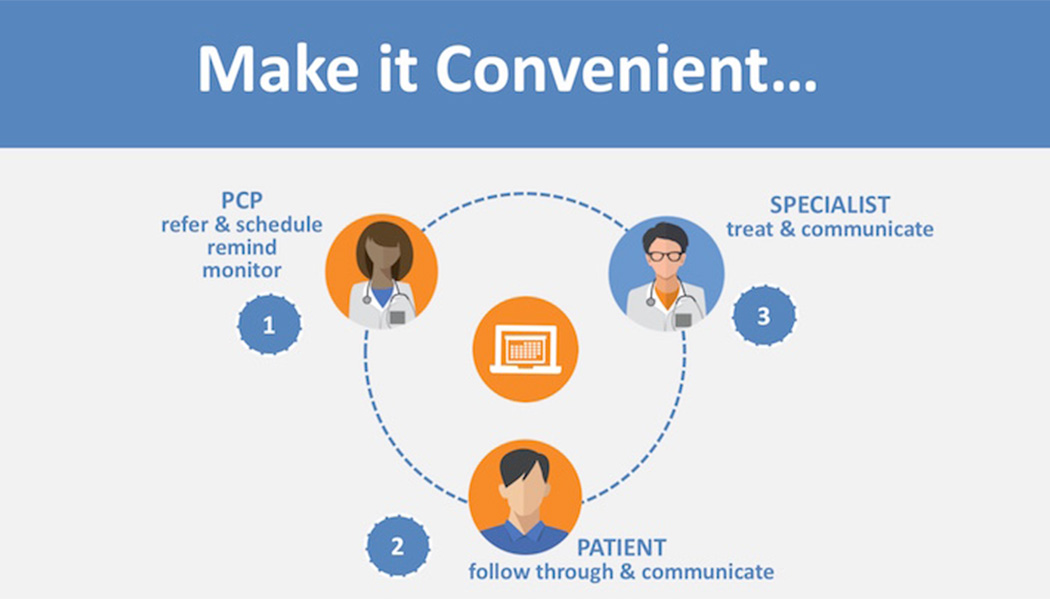 Make it Convenient...
PCP
refer & schedule
remind
monitor
1
SPECIALIST
treat & communicate
3
2
PATIENT
follow through & communicate